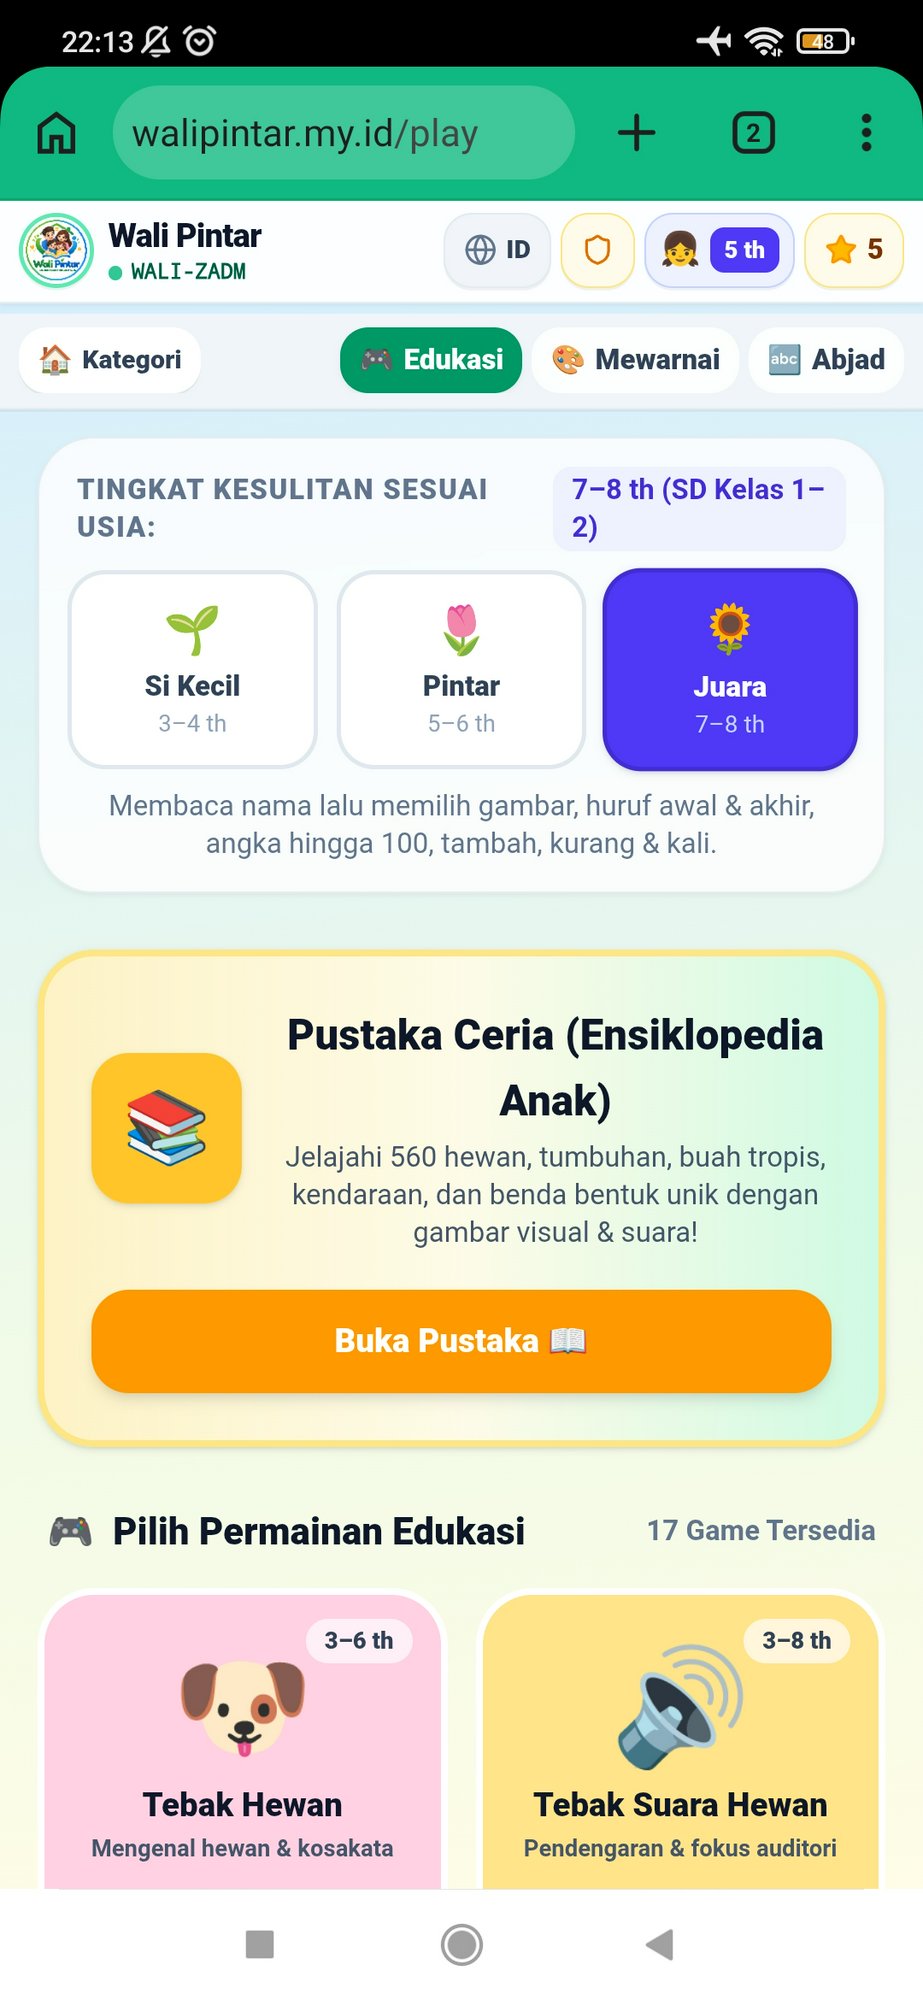 22:13
48
walipintar.my.id/play
2
Wali Pintar
WALI-ZADM
ID
5 th
5
Kategori
Edukasi
Mewarnai
abc
Abjad
TINGKAT KESULITAN SESUAI
USIA:
7–8 th (SD Kelas 1–
2)
Si Kecil
3–4 th
Pintar
5–6 th
Juara
7–8 th
Membaca nama lalu memilih gambar, huruf awal & akhir,
angka hingga 100, tambah, kurang & kali.
Pustaka Ceria (Ensiklopedia
Anak)
Jelajahi 560 hewan, tumbuhan, buah tropis,
kendaraan, dan benda bentuk unik dengan
gambar visual & suara!
Buka Pustaka
Pilih Permainan Edukasi
17 Game Tersedia
3–6 th
Tebak Hewan
Mengenal hewan & kosakata
3–8 th
Tebak Suara Hewan
Pendengaran & fokus auditori